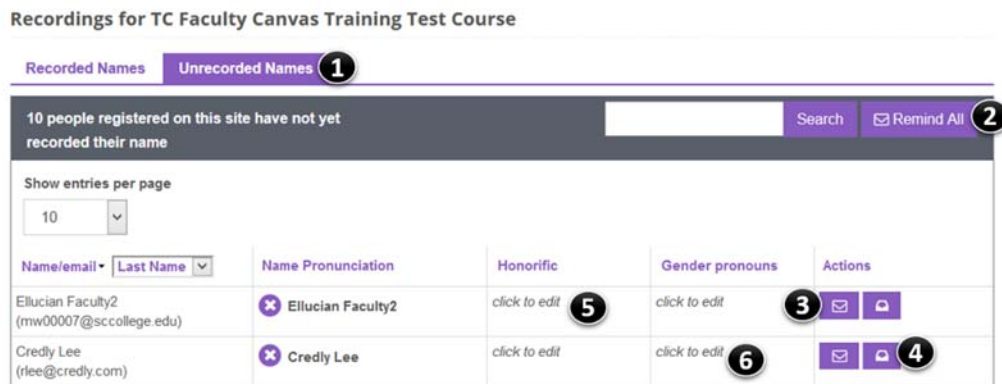 Recordings for TC Faculty Canvas Training Test Course
Recorded Names Unrecorded Names 1
10 people registered on this site have not yet
recorded their name
Search Remind All 2
Show entries per page
10
Name/email Last Name Name Pronunciation Honorific Gender pronouns Actions
Ellucian Faculty2
(mw00007@sccollege.edu)
Ellucian Faculty2 click to edit 5 click to edit 3
Credly Lee
(rlee@credly.com)
Credly Lee click to edit click to edit 6 4